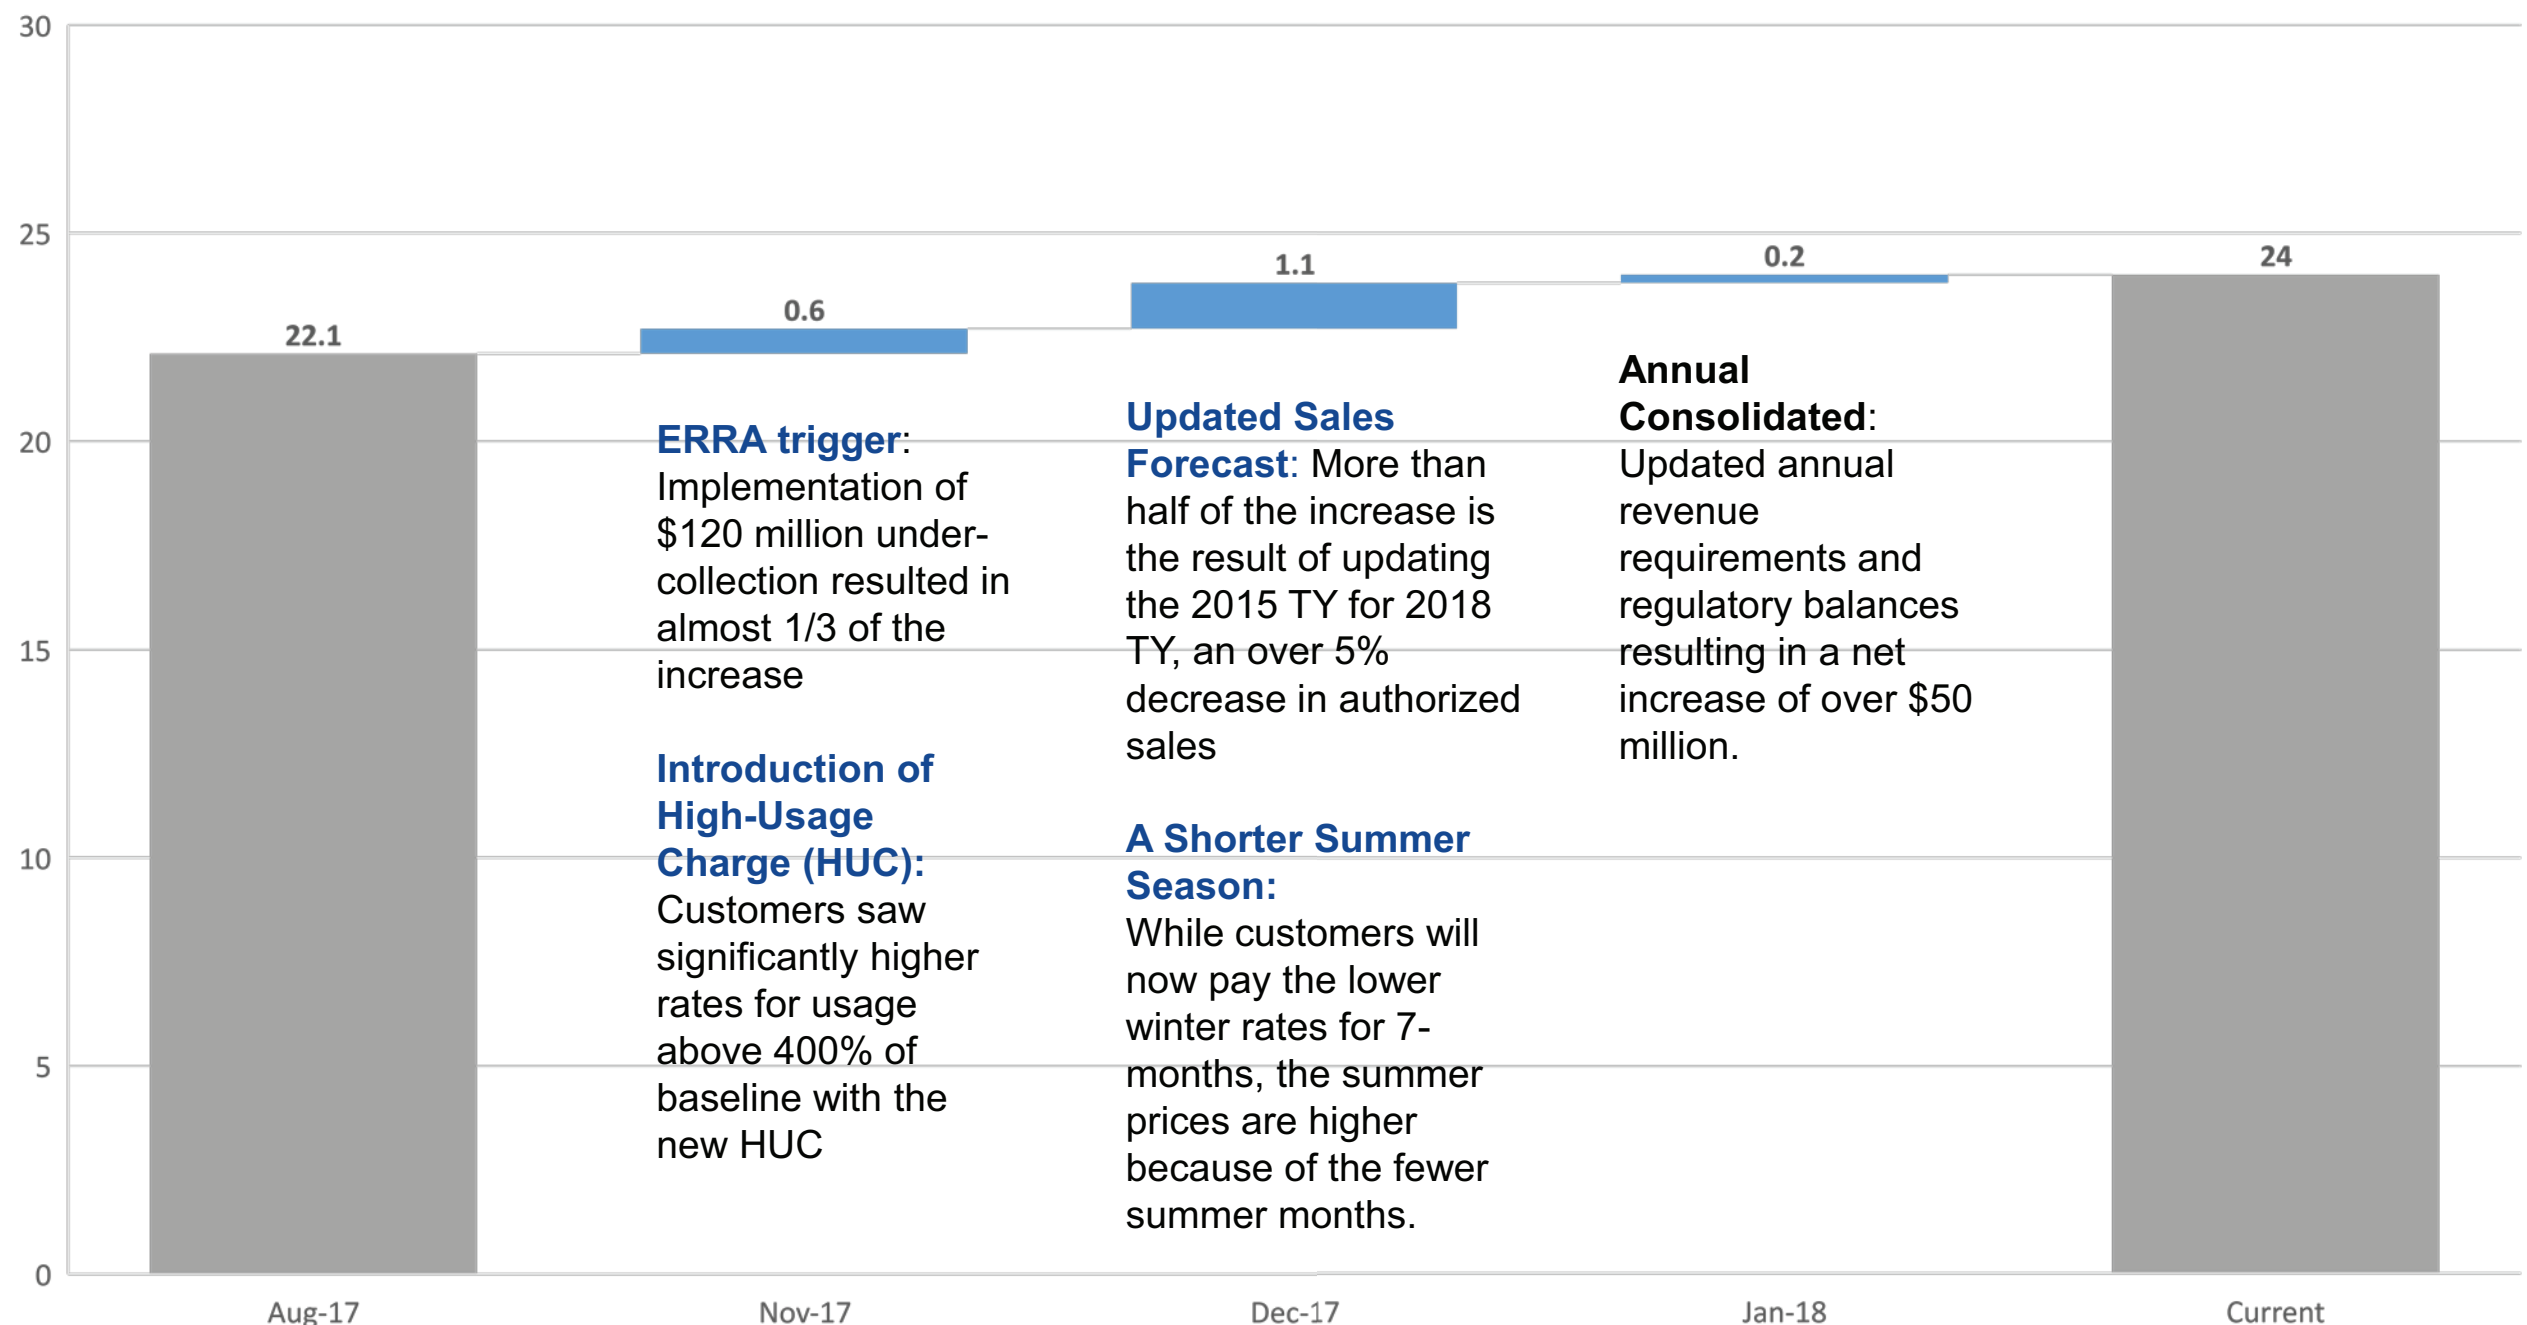 30
25
20
15
10
5
0
22.1
0.6
1.1
0.2
24
ERRA trigger:
Implementation of
$120 million under-
collection resulted in
almost 1/3 of the
increase
Introduction of
High-Usage
Charge (HUC):
Customers saw
significantly higher
rates for usage
above 400% of
baseline with the
new HUC
Updated Sales
Forecast: More than
half of the increase is
the result of updating
the 2015 TY for 2018
TY, an over 5%
decrease in authorized
sales
A Shorter Summer
Season:
While customers will
now pay the lower
winter rates for 7-
months, the summer
prices are higher
because of the fewer
summer months.
Annual
Consolidated:
Updated annual
revenue
requirements and
regulatory balances
resulting in a net
increase of over $50
million.
Aug-17
Nov-17
Dec-17
Jan-18
Current